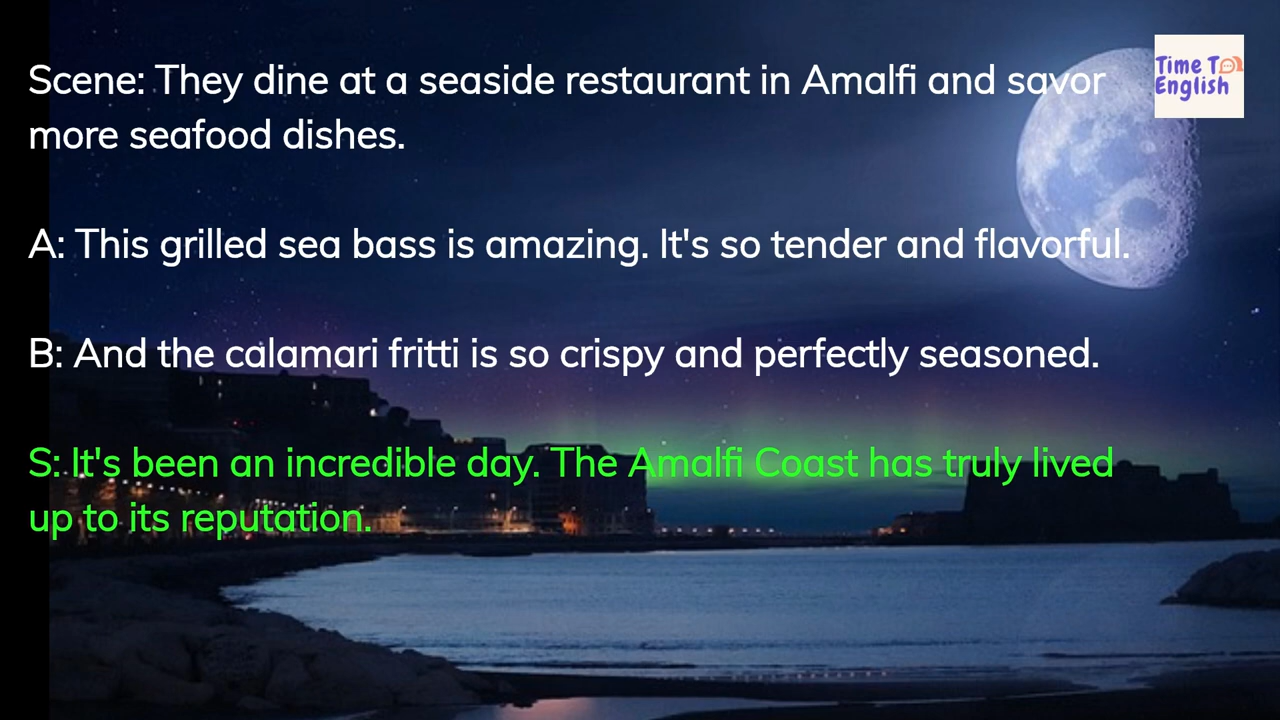 Scene: They dine at a seaside restaurant in Amalfi and savor
more seafood dishes.
A: This grilled sea bass is amazing. It's so tender and flavorful.
B: And the calamari fritti is so crispy and perfectly seasoned.
S: It's been an incredible day. The Amalfi Coast has truly lived
up to its reputation.
Time To
English